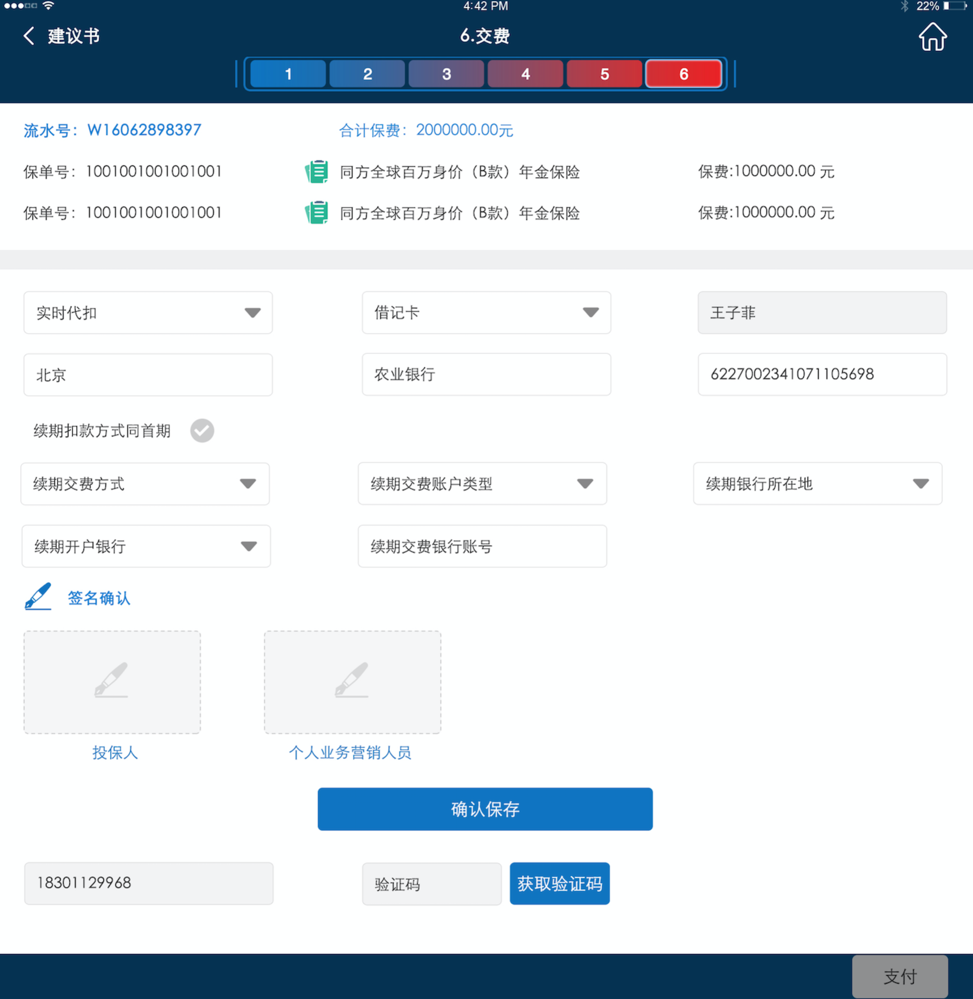 4:42 PM
22%
建议书
6.交费
1 2 3 4 5 6
流水号：W16062898397 合计保费：2000000.00元
保单号：1001001001001001 同方全球百万身价（B款）年金保险 保费:1000000.00 元
保单号：1001001001001001 同方全球百万身价（B款）年金保险 保费:1000000.00 元
实时代扣 借记卡 王子菲
北京 农业银行 6227002341071105698
续期扣款方式同首期
续期交费方式 续期交费账户类型 续期银行所在地
续期开户银行 续期交费银行账号
签名确认
投保人 个人业务营销人员
确认保存
18301129968 验证码 获取验证码
支付